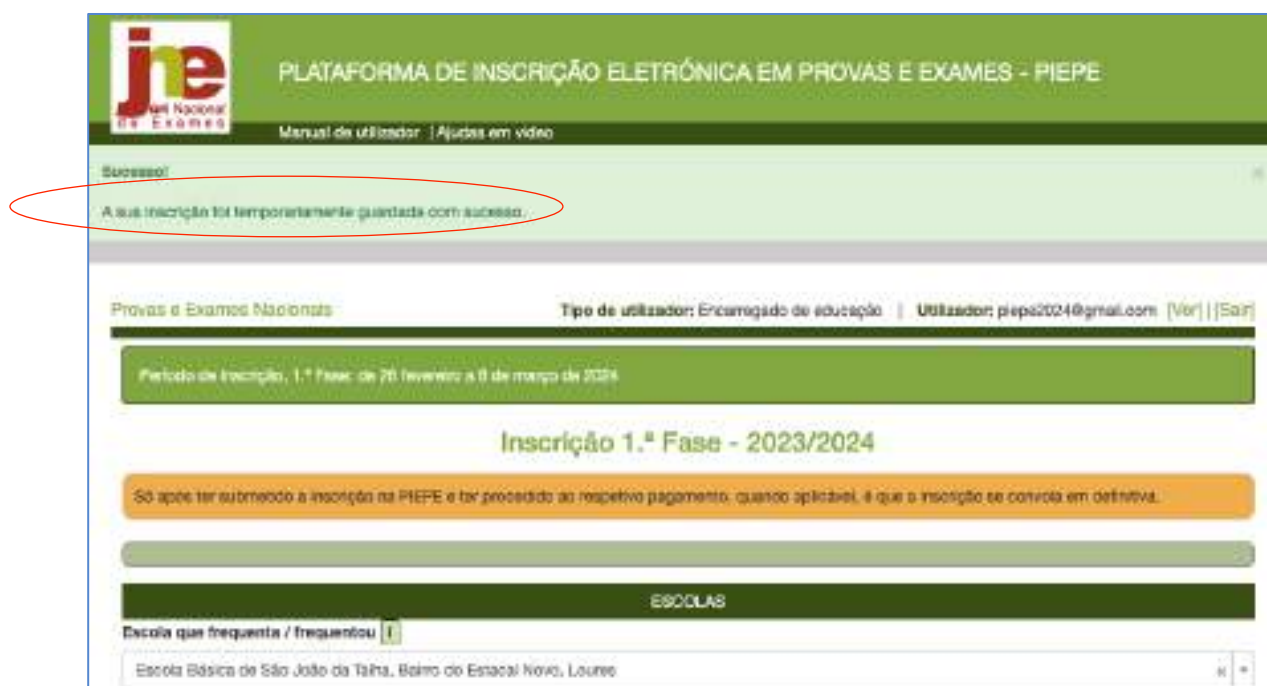 jne
Júri Nacional
de Exames
PLATAFORMA DE INSCRIÇÃO ELETRÓNICA EM PROVAS E EXAMES - PIEPE
Manual de utilizador | Ajudas em vídeo
Sucesso!
A sua inscrição foi temporariamente guardada com sucesso.
Provas e Exames Nacionais
Tipo de utilizador: Encarregado de educação | Utilizador: piepe2024@gmail.com [Ver] | [Sair]
Período de inscrição, 1.ª Fase: de 26 fevereiro a 8 de março de 2024
Inscrição 1.ª Fase - 2023/2024
Só após ter submetido a inscrição na PIEPE e ter procedido ao respetivo pagamento, quando aplicável, é que a inscrição se convola em definitiva.
ESCOLAS
Escola que frequenta / frequentou
Escola Básica de São João da Talha, Bairro do Estacal Novo, Loures